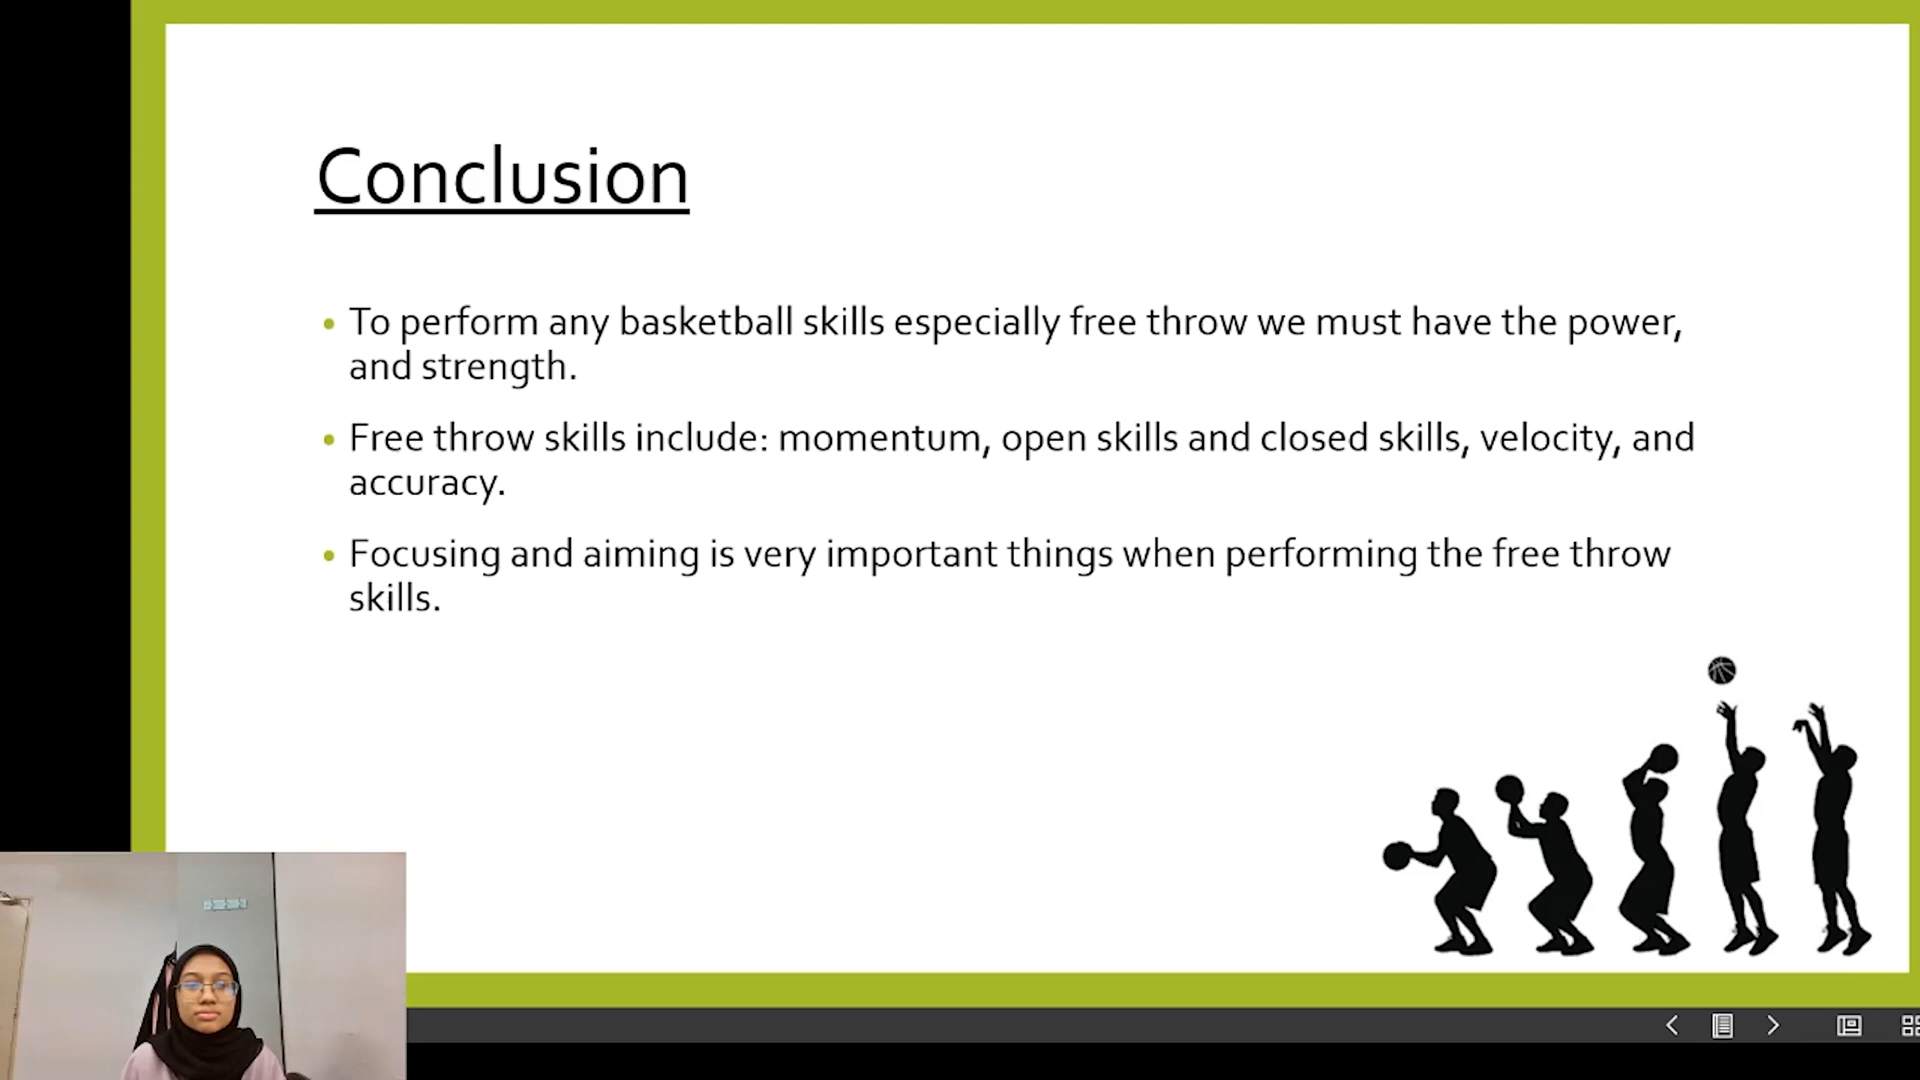 Conclusion
• To perform any basketball skills especially free throw we must have the power,
and strength.
• Free throw skills include: momentum, open skills and closed skills, velocity, and
accuracy.
• Focusing and aiming is very important things when performing the free throw
skills.